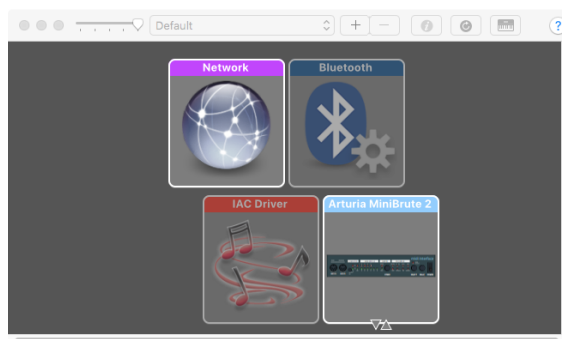 Default
?
Network
Bluetooth
IAC Driver
Arturia MiniBrute 2